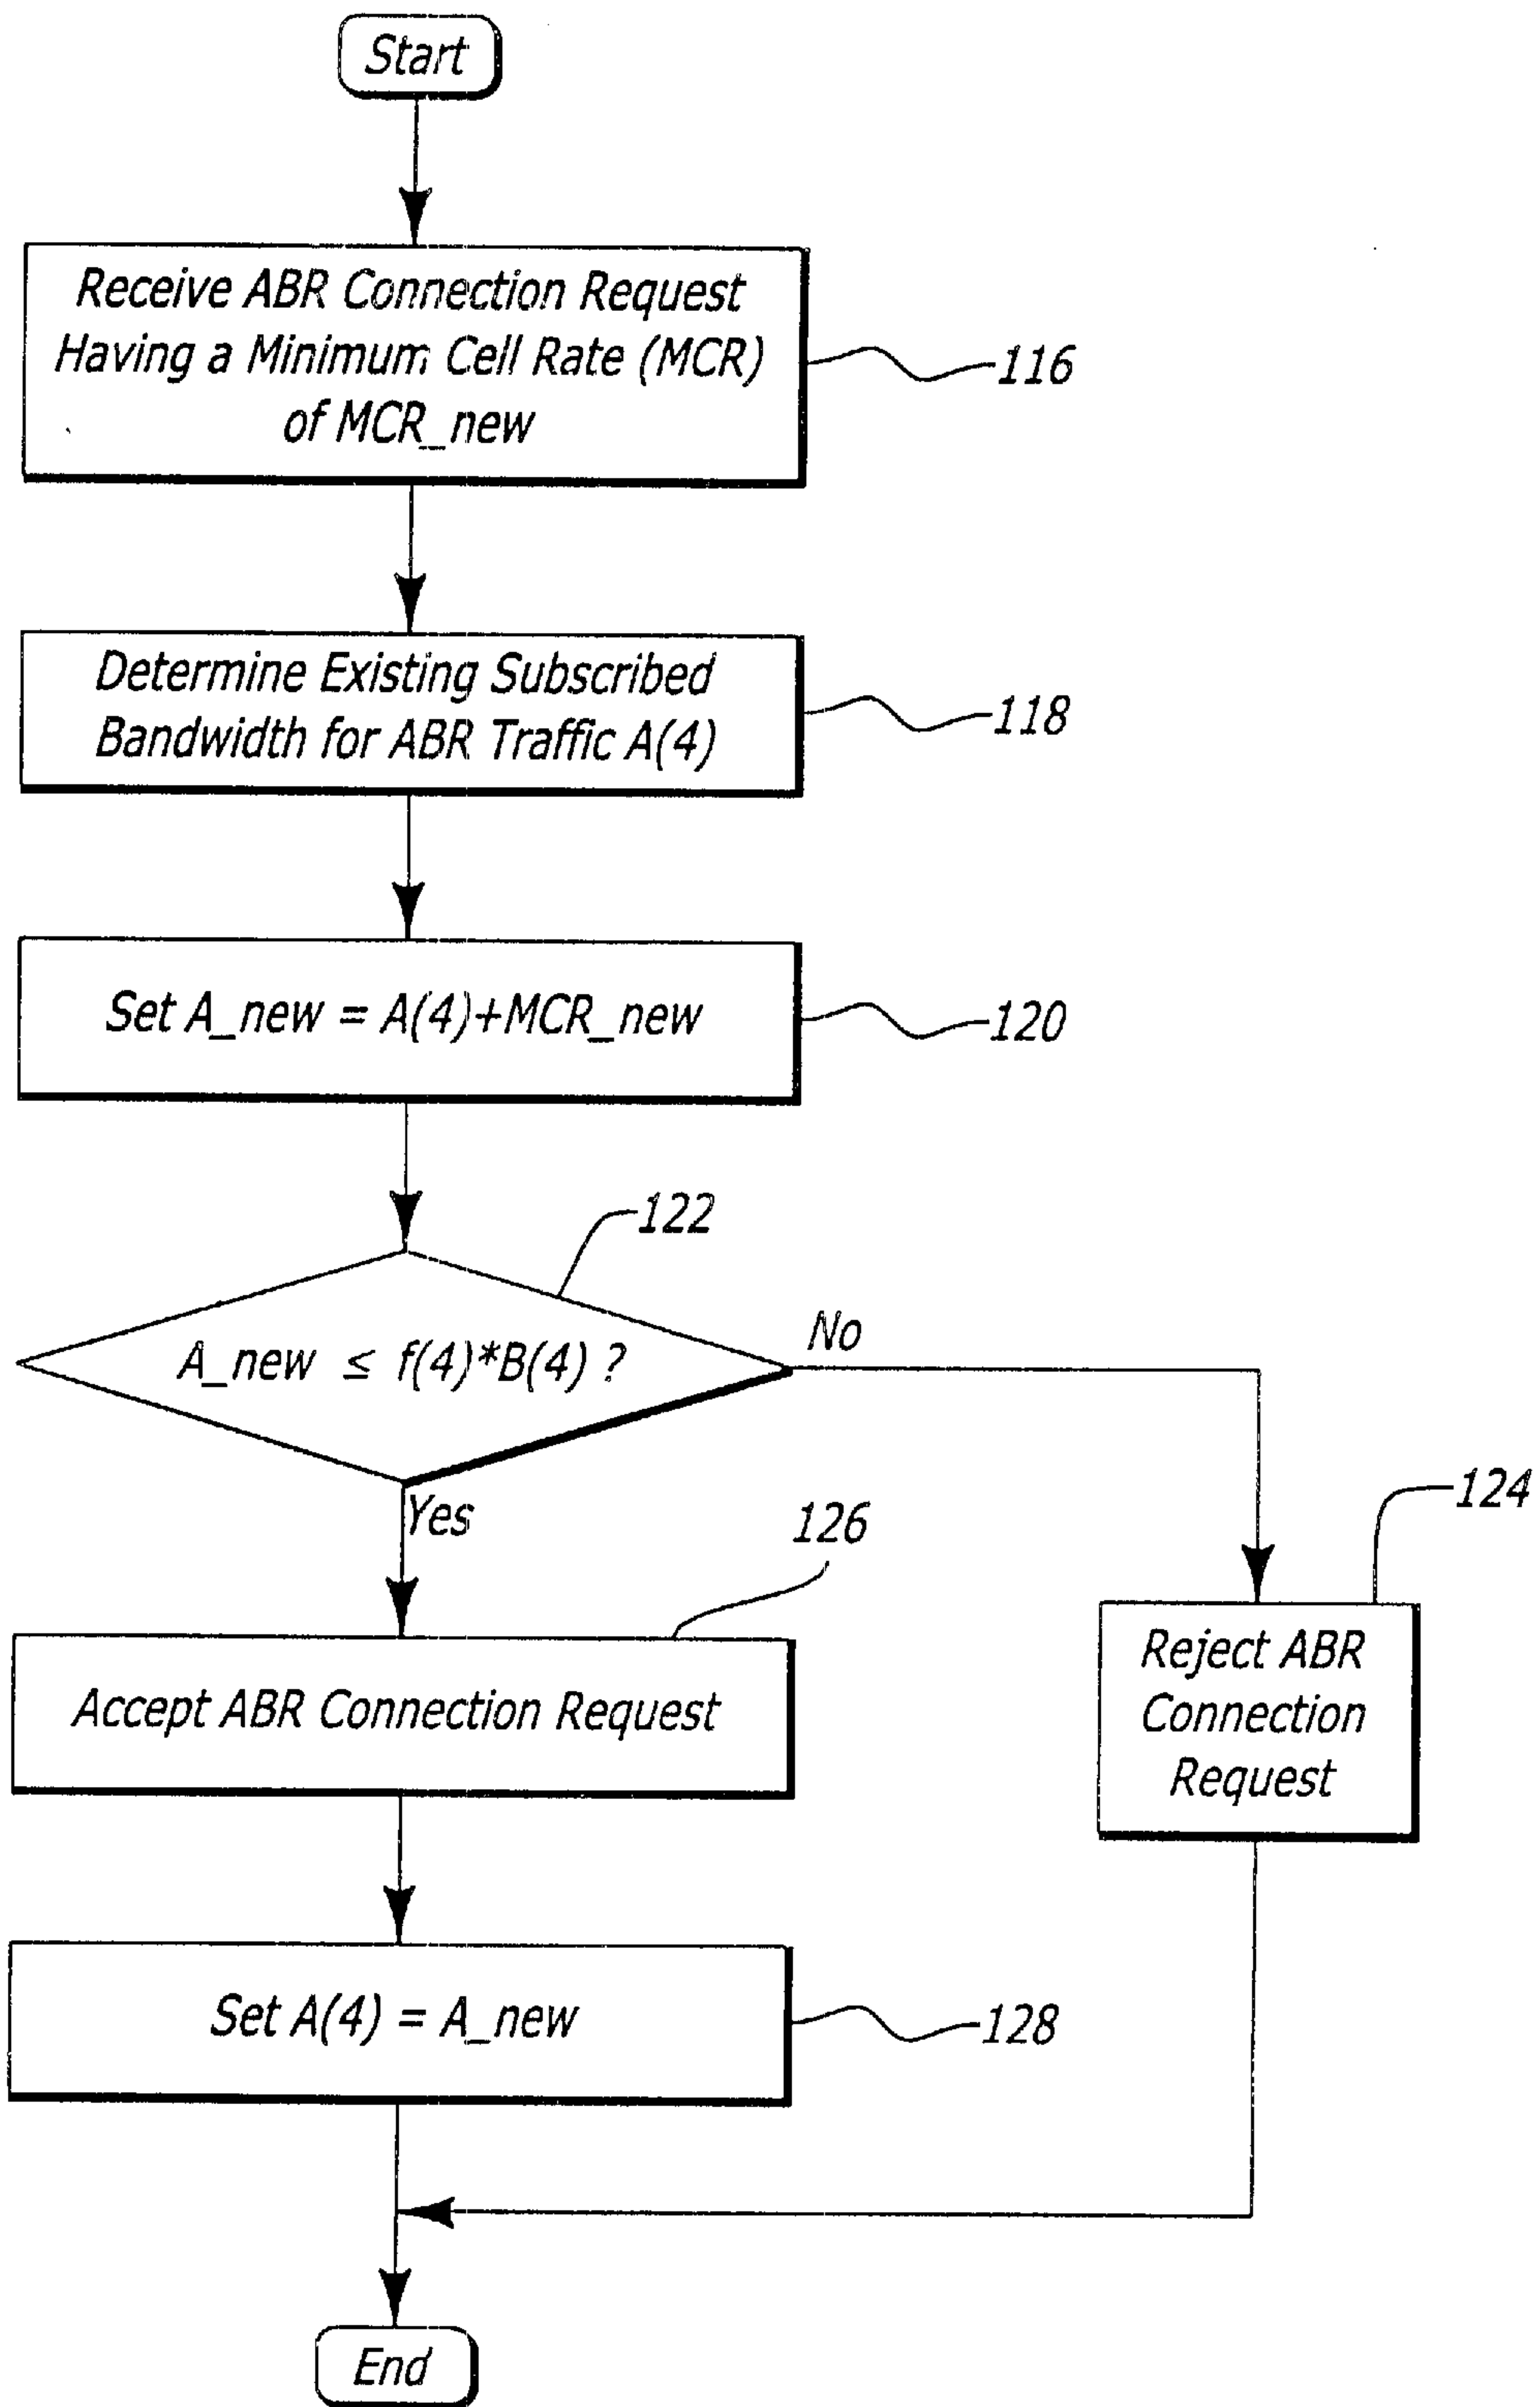 Start
Receive ABR Connection Request
Having a Minimum Cell Rate (MCR)
of MCR_new
116
Determine Existing Subscribed
Bandwidth for ABR Traffic A(4)
118
Set A_new = A(4)+MCR_new
120
122
A_new ≤ f(4)*B(4) ?
No
Yes
126
124
Accept ABR Connection Request
Reject ABR
Connection
Request
Set A(4) = A_new
128
End